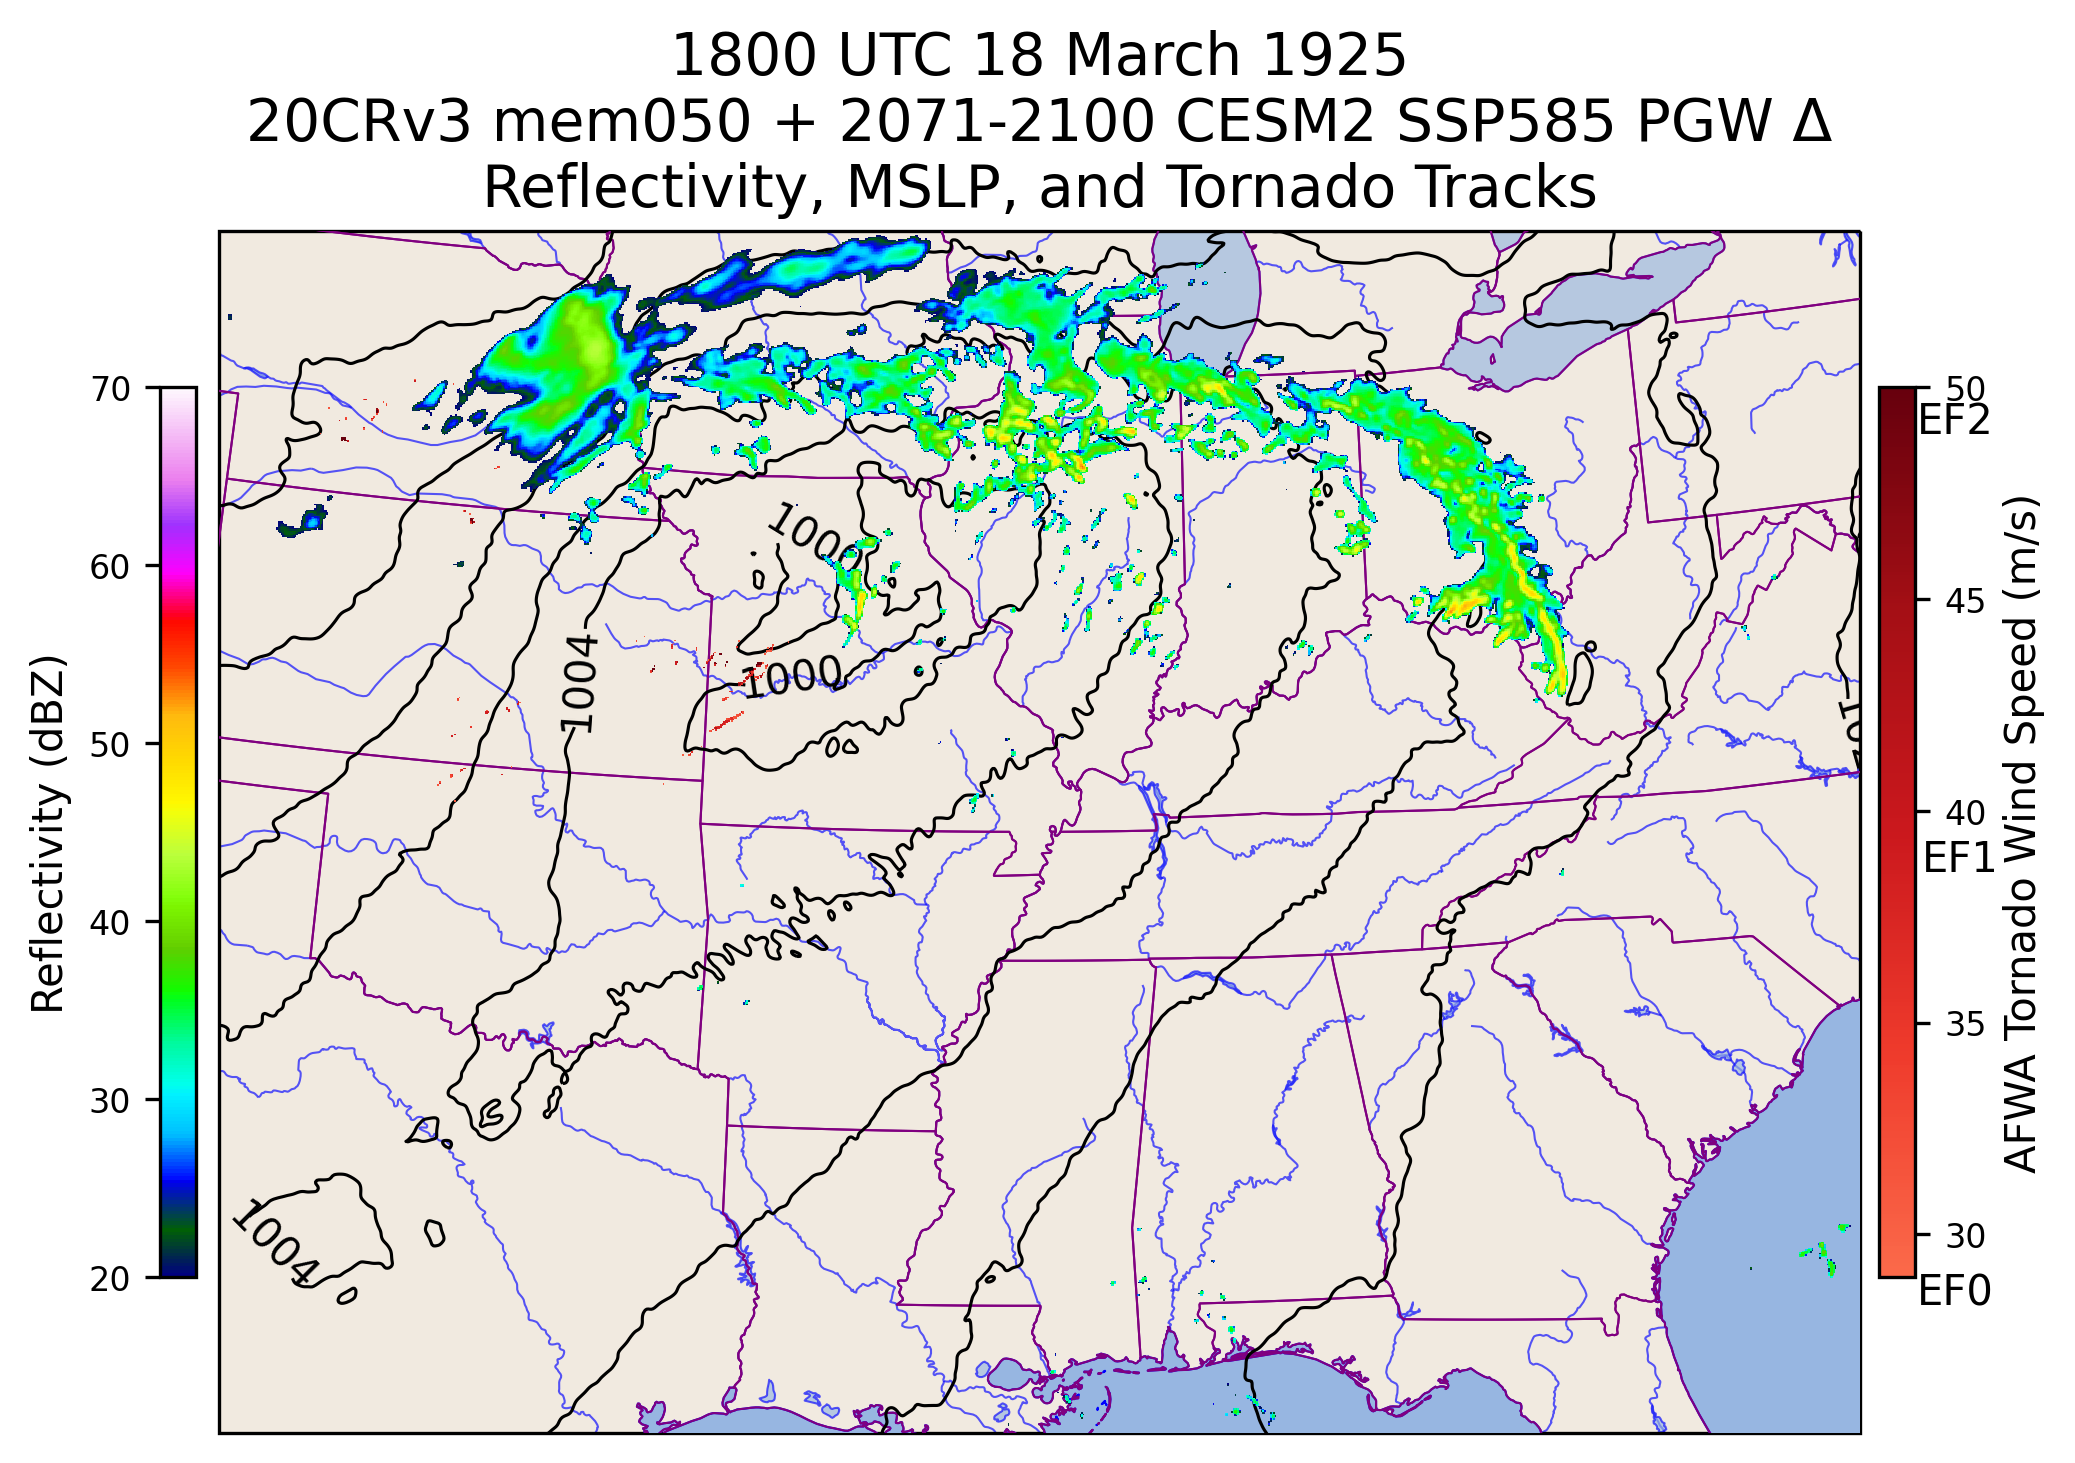 1800 UTC 18 March 1925
20CRv3 mem050 + 2071-2100 CESM2 SSP585 PGW Δ
Reflectivity, MSLP, and Tornado Tracks
Reflectivity (dBZ)
70
60
50
40
30
20
1000
1000
1004
1004
50
EF2
45
40
EF1
35
30
EF0
AFWA Tornado Wind Speed (m/s)